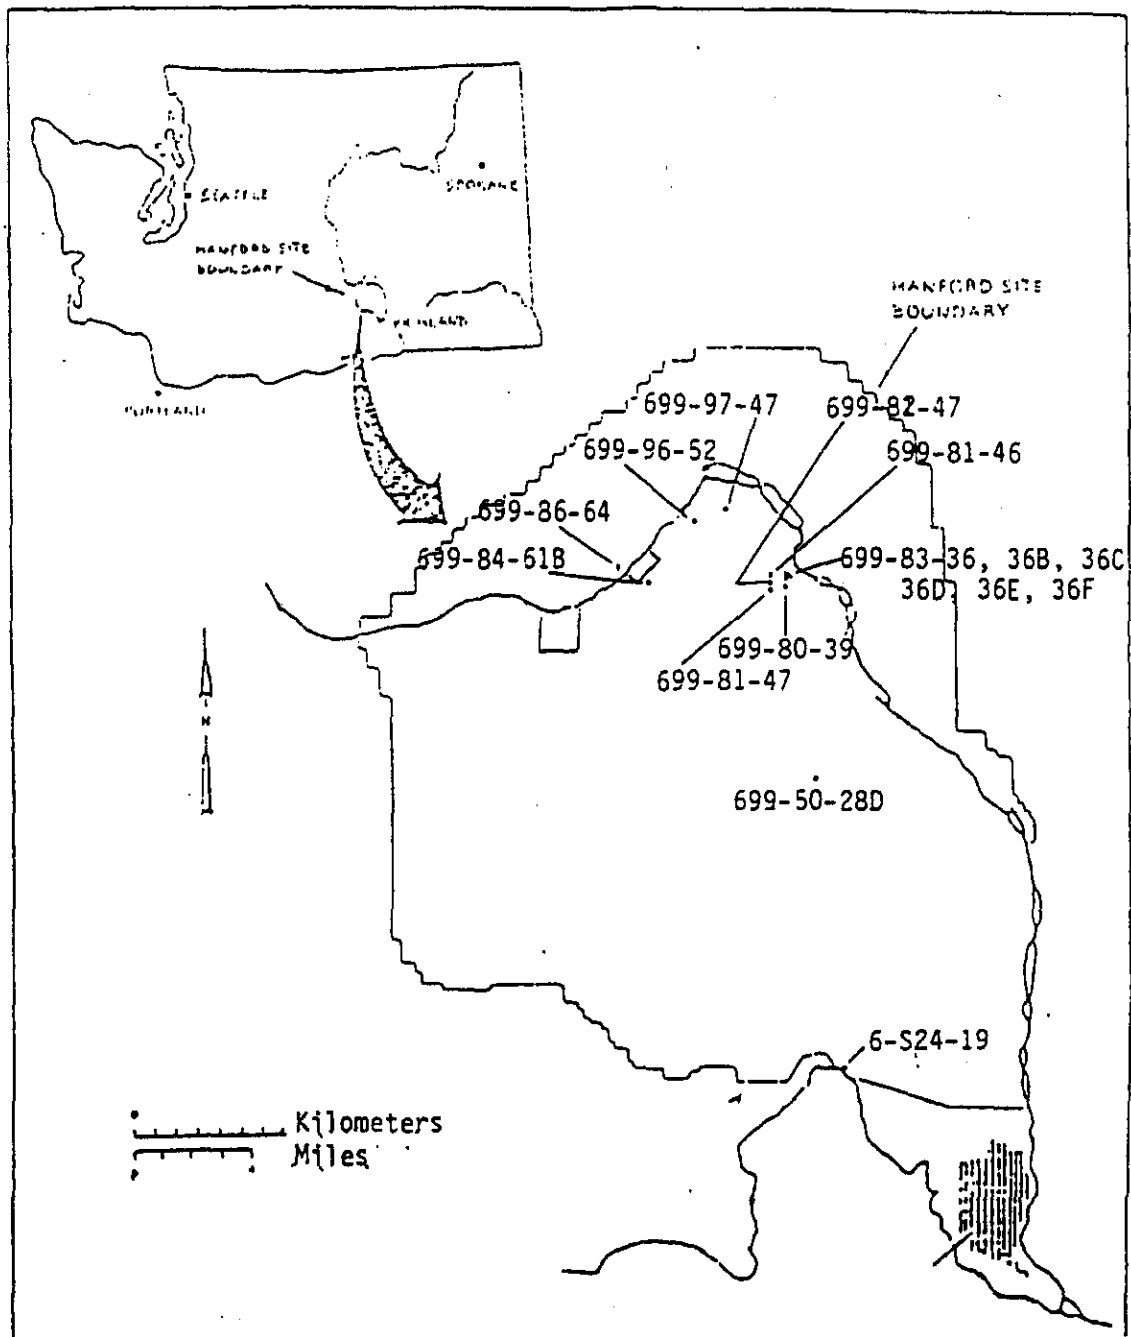 SEATTLE
SPOKANE
HANFORD SITE
BOUNDARY
RICHLAND
PORTLAND
HANFORD SITE
BOUNDARY
699-97-47
699-82-47
699-96-52
699-81-46
699-86-64
699-84-61B
699-83-36, 36B, 36C
36D, 36E, 36F
699-80-39
699-81-47
N
699-50-28D
6-S24-19
Kilometers
Miles